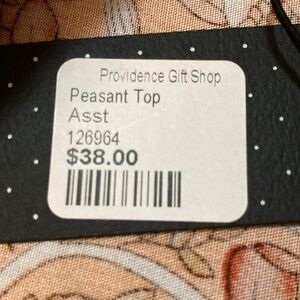 Providence Gift Shop
Peasant Top
Asst
126964
$38.00